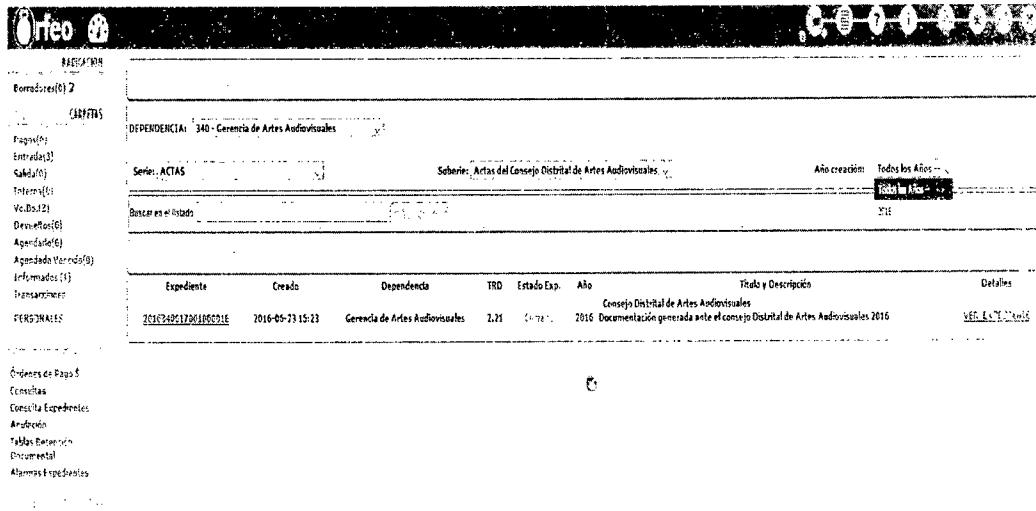 Orfeo
RADICACION
Borradores(0)
CARPETAS
Pagos(0)
Entrada(3)
Salida(0)
Interna(0)
Vo.Bo.(2)
Devueltos(0)
Agendado(0)
Agendado Vencido(0)
Informados (1)
Transacciones
PERSONALES
Órdenes de Pago $
Consultas
Consulta Expedientes
Anulación
Tablas Retención
Documental
Alarmas Expedientes
DEPENDENCIA: 340 - Gerencia de Artes Audiovisuales
Serie: ACTAS Subserie: Actas del Consejo Distrital de Artes Audiovisuales Año creación: Todos los Años --
Todos los Años --
2016
Buscar en el listado
Expediente Creado Dependencia TRD Estado Exp. Año Titulo y Descripción Detalles
Consejo Distrital de Artes Audiovisuales
2016-05-23 15:23 Gerencia de Artes Audiovisuales 2.21 2016 Documentación generada ante el consejo Distrital de Artes Audiovisuales 2016